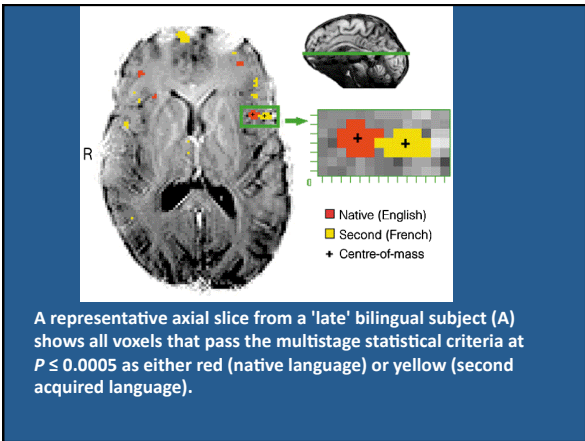 R
Native (English)
Second (French)
Centre-of-mass
A representative axial slice from a 'late' bilingual subject (A)
shows all voxels that pass the multistage statistical criteria at
P ≤ 0.0005 as either red (native language) or yellow (second
acquired language).